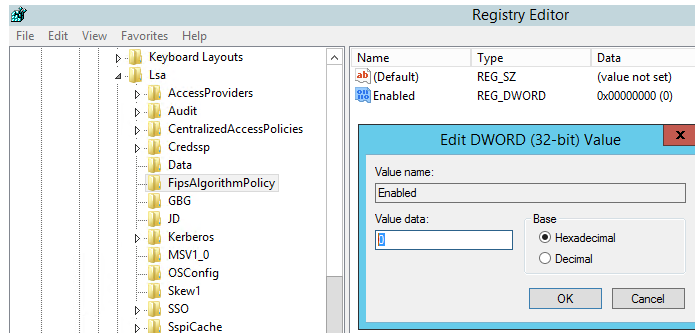 Registry Editor
File Edit View Favorites Help
Keyboard Layouts
Lsa
AccessProviders
Audit
CentralizedAccessPolicies
Credssp
Data
FipsAlgorithmPolicy
GBG
JD
Kerberos
MSV1_0
OSConfig
Skew1
SSO
SspiCache
Name Type Data
(Default) REG_SZ (value not set)
Enabled REG_DWORD 0x00000000 (0)
Edit DWORD (32-bit) Value
Value name:
Enabled
Value data:
0
Base
Hexadecimal
Decimal
OK Cancel